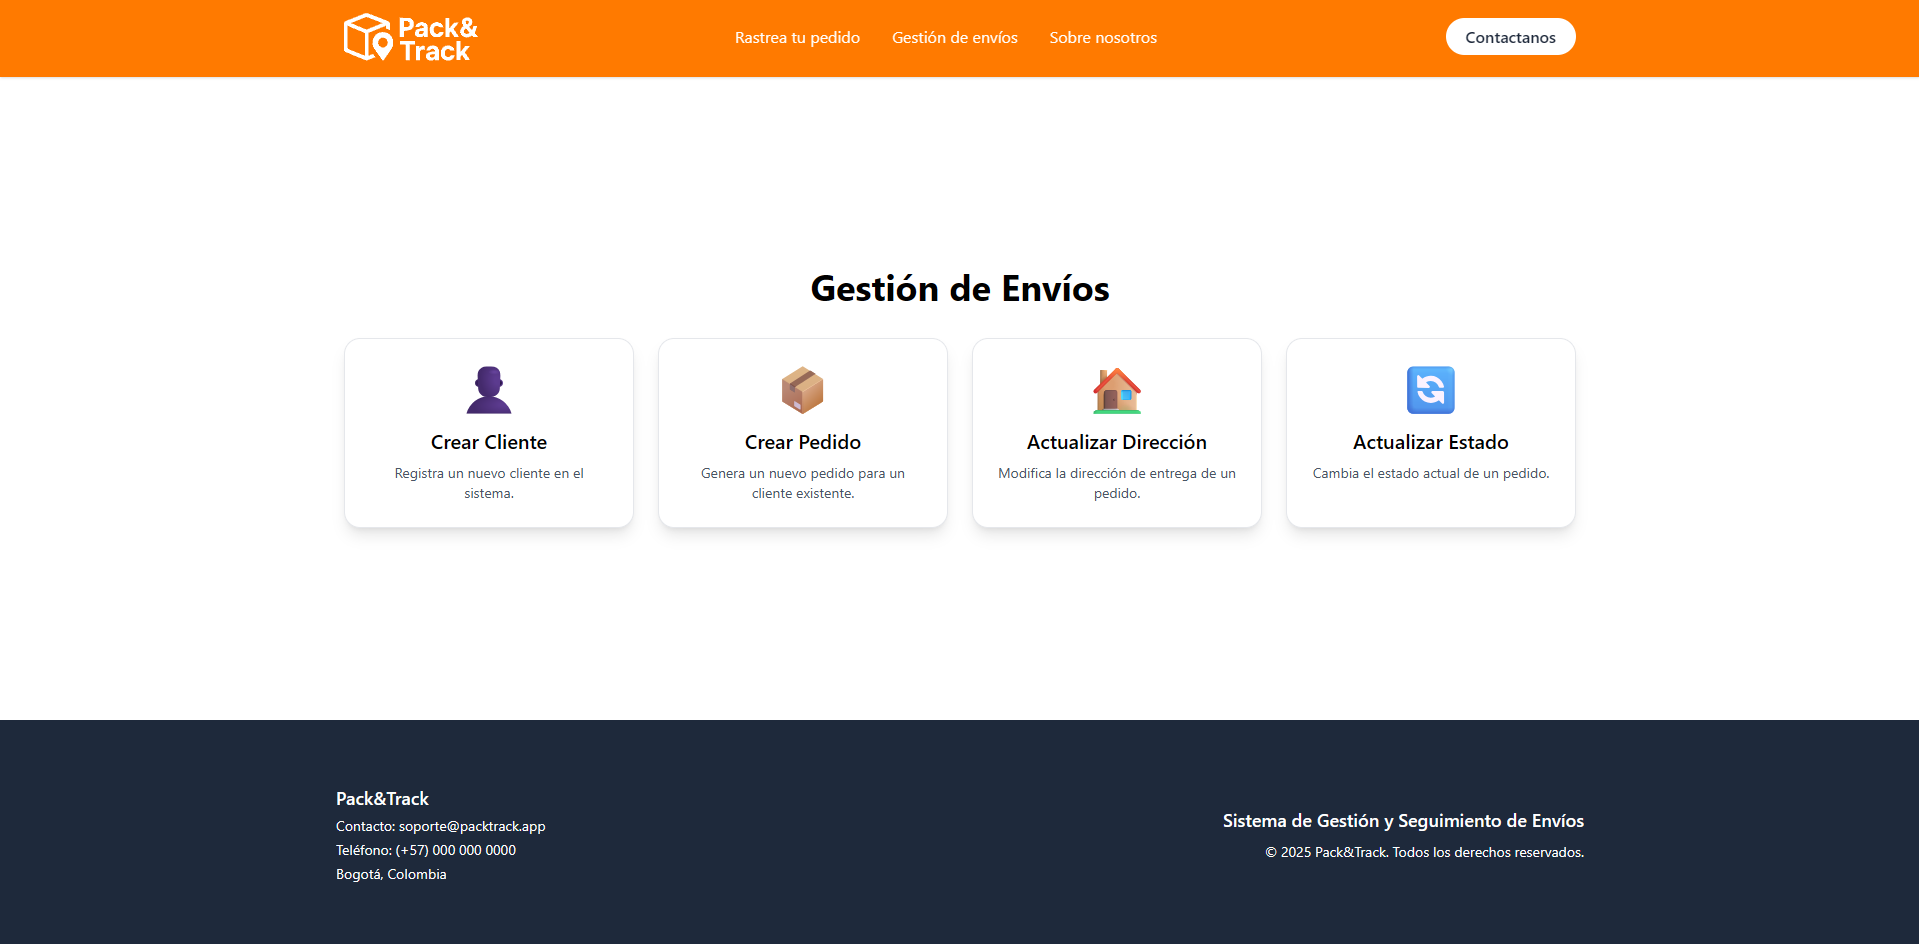 Pack&
Track
Rastrea tu pedido
Gestión de envíos
Sobre nosotros
Contactanos
Gestión de Envíos
Crear Cliente
Registra un nuevo cliente en el
sistema.
Crear Pedido
Genera un nuevo pedido para un
cliente existente.
Actualizar Dirección
Modifica la dirección de entrega de un
pedido.
Actualizar Estado
Cambia el estado actual de un pedido.
Pack&Track
Contacto: soporte@packtrack.app
Teléfono: (+57) 000 000 0000
Bogotá, Colombia
Sistema de Gestión y Seguimiento de Envíos
© 2025 Pack&Track. Todos los derechos reservados.